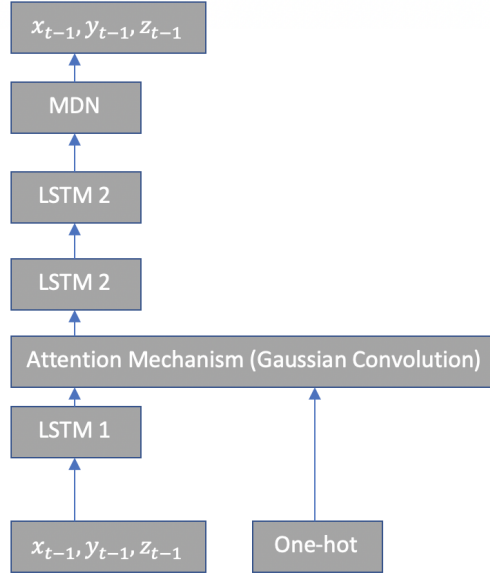 x_{t−1}, y_{t−1}, z_{t−1}
MDN
LSTM 2
LSTM 2
Attention Mechanism (Gaussian Convolution)
LSTM 1
x_{t−1}, y_{t−1}, z_{t−1}
One-hot